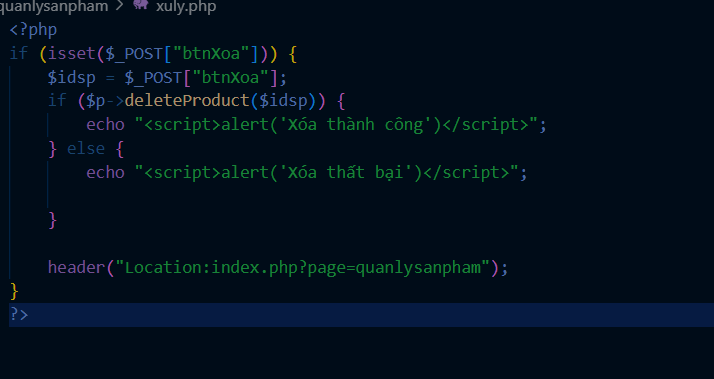 quanlysanpham > xuly.php
<?php
if (isset($_POST["btnXoa"])) {
    $idsp = $_POST["btnXoa"];
    if ($p->deleteProduct($idsp)) {
        echo "<script>alert('Xóa thành công')</script>";
    } else {
        echo "<script>alert('Xóa thất bại')</script>";
    }
    header("Location:index.php?page=quanlysanpham");
}
?>